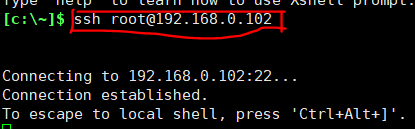 Type `help' to learn how to use Xshell prompt.
[c:\~]$ ssh root@192.168.0.102
Connecting to 192.168.0.102:22...
Connection established.
To escape to local shell, press 'Ctrl+Alt+]'.